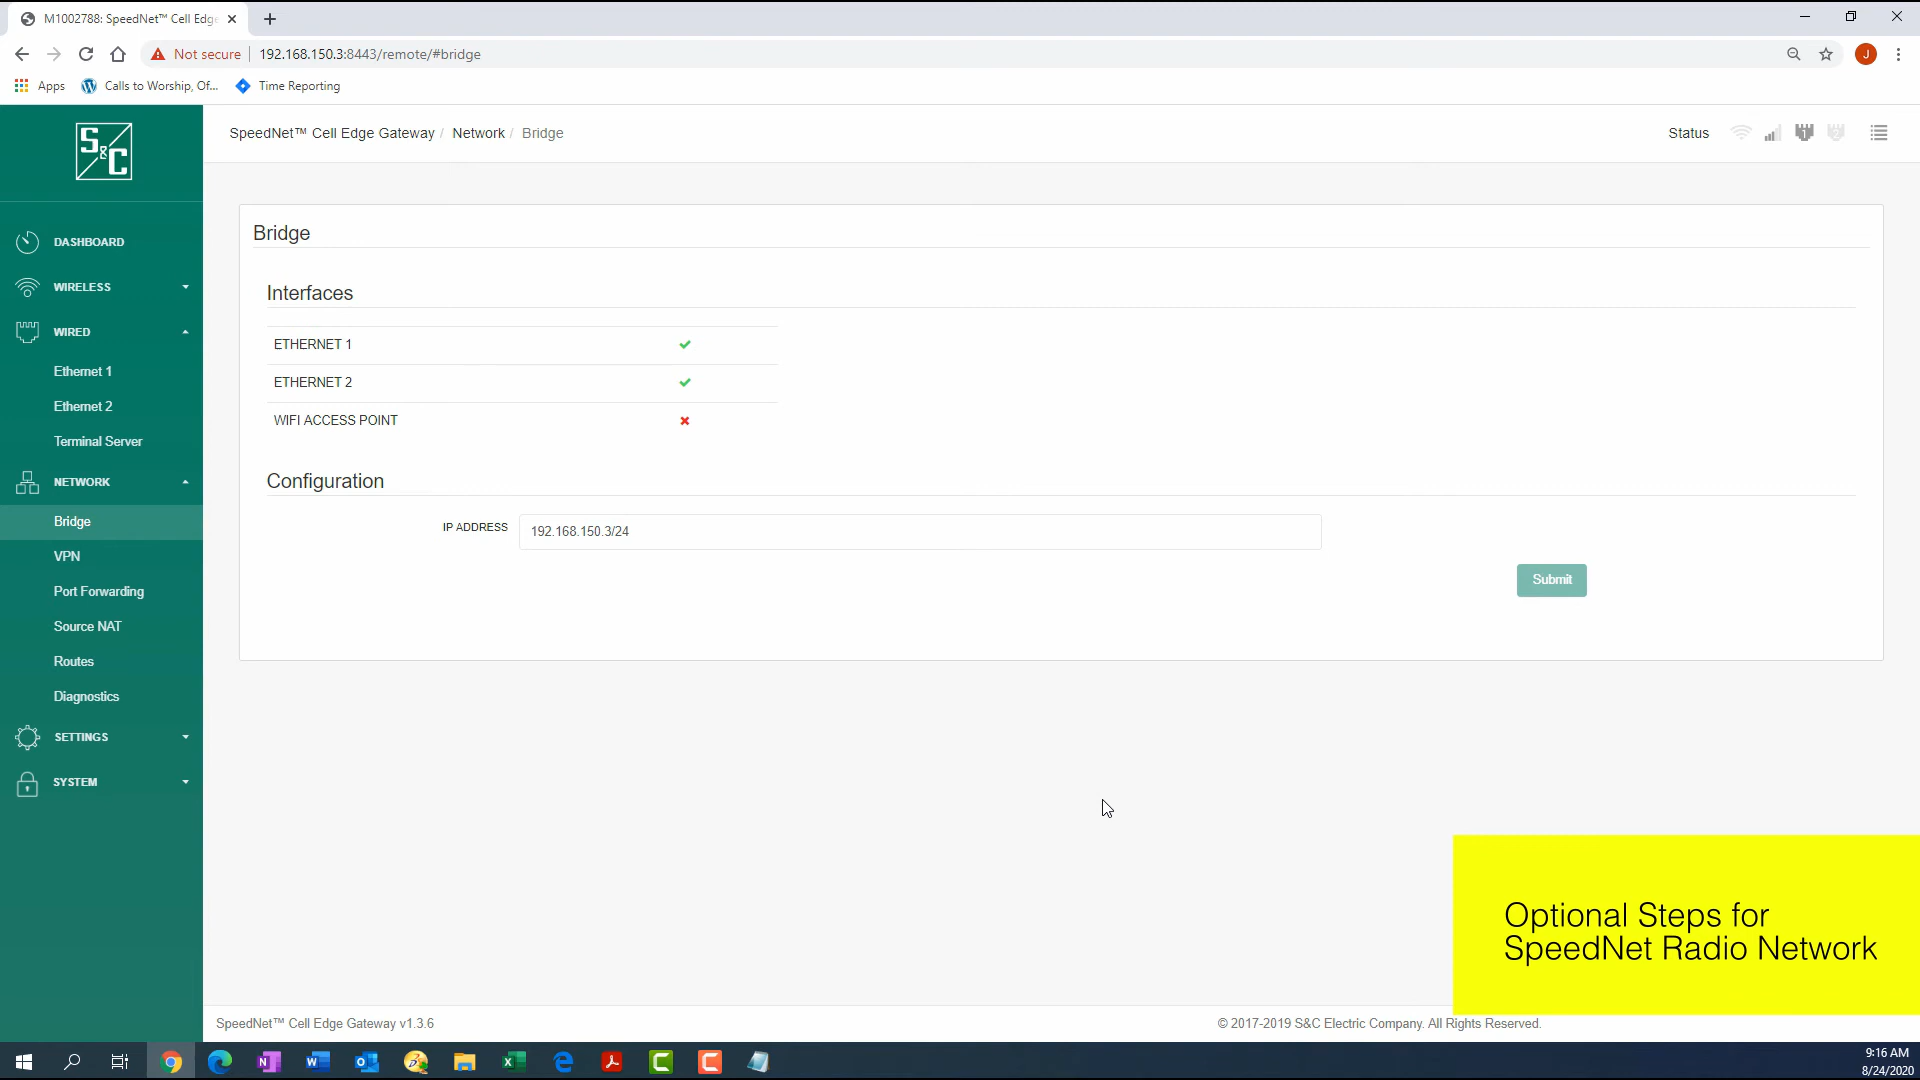 M1002788: SpeedNet™ Cell Edge
Not secure
192.168.150.3:8443/remote/#bridge
J
Apps
Calls to Worship, Of...
Time Reporting
S&C
SpeedNet™ Cell Edge Gateway / Network / Bridge
Status
1
2
DASHBOARD
WIRELESS
WIRED
Ethernet 1
Ethernet 2
Terminal Server
NETWORK
Bridge
VPN
Port Forwarding
Source NAT
Routes
Diagnostics
SETTINGS
SYSTEM
Bridge
Interfaces
ETHERNET 1
ETHERNET 2
WIFI ACCESS POINT
Configuration
IP ADDRESS
192.168.150.3/24
Submit
Optional Steps for
SpeedNet Radio Network
SpeedNet™ Cell Edge Gateway v1.3.6
© 2017-2019 S&C Electric Company. All Rights Reserved.
9:16 AM
8/24/2020